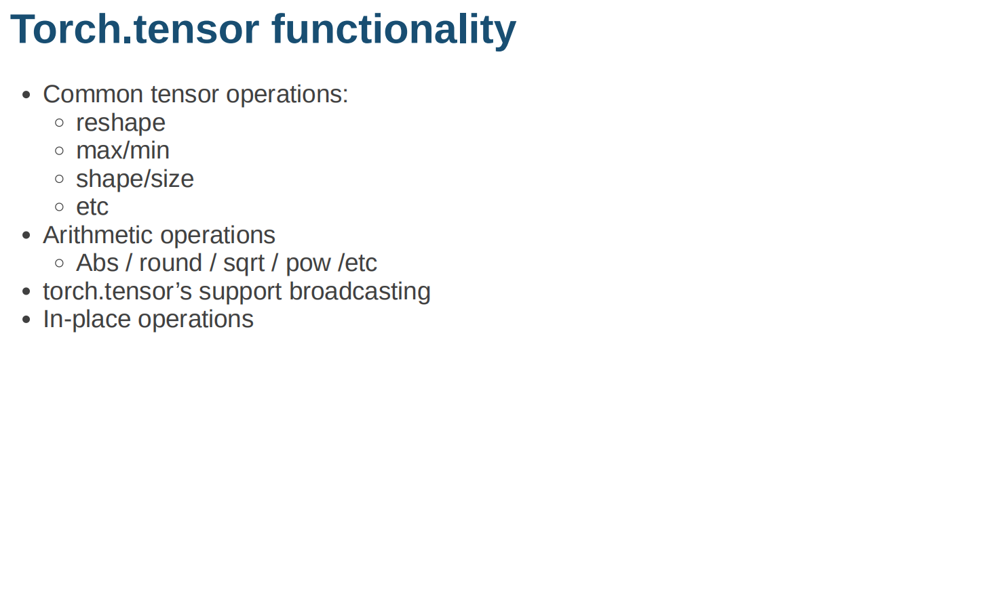 Torch.tensor functionality
• Common tensor operations:
○ reshape
○ max/min
○ shape/size
○ etc
• Arithmetic operations
○ Abs / round / sqrt / pow /etc
• torch.tensor’s support broadcasting
• In-place operations